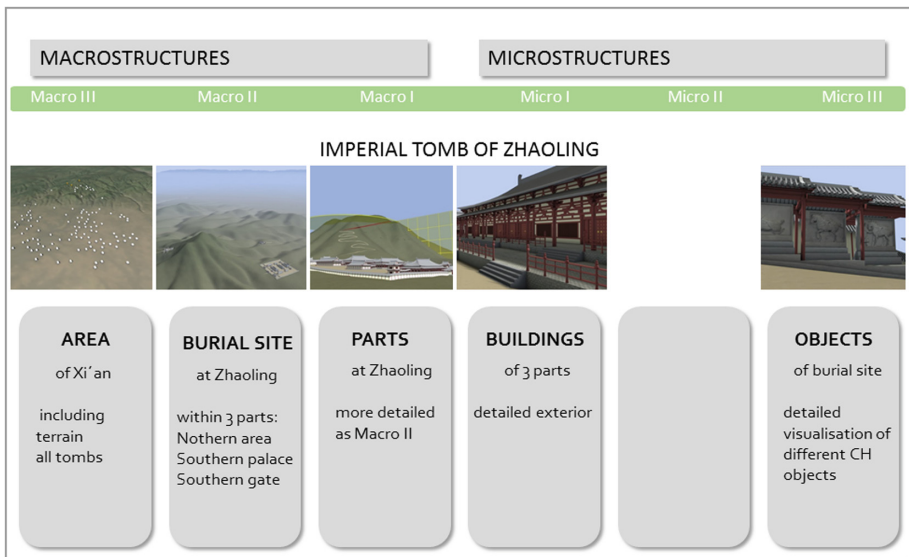 MACROSTRUCTURES
MICROSTRUCTURES
Macro III
Macro II
Macro I
Micro I
Micro II
Micro III
IMPERIAL TOMB OF ZHAOLING
AREA
of Xi´an
including
terrain
all tombs
BURIAL SITE
at Zhaoling
within 3 parts:
Nothern area
Southern palace
Southern gate
PARTS
at Zhaoling
more detailed
as Macro II
BUILDINGS
of 3 parts
detailed exterior
OBJECTS
of burial site
detailed
visualisation of
different CH
objects